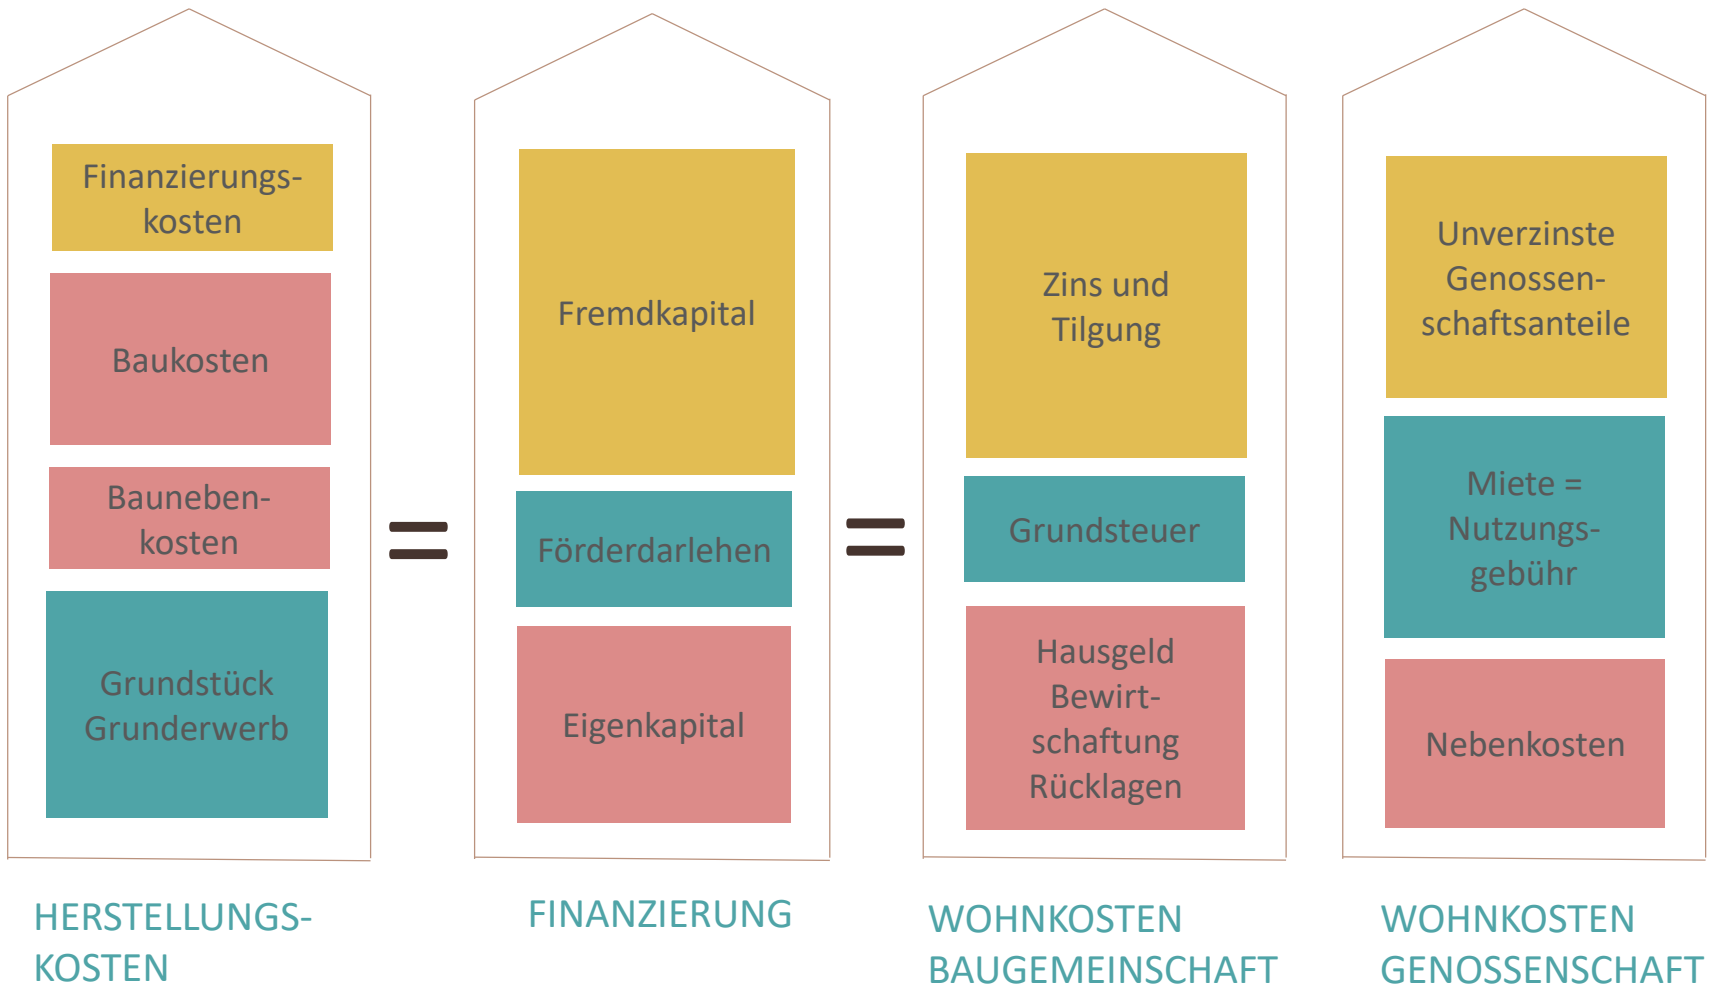 Finanzierungs-
kosten
Baukosten
Bauneben-
kosten
Grundstück
Grunderwerb
HERSTELLUNGS-
KOSTEN
=
Fremdkapital
Förderdarlehen
Eigenkapital
FINANZIERUNG
=
Zins und
Tilgung
Grundsteuer
Hausgeld
Bewirt-
schaftung
Rücklagen
WOHNKOSTEN
BAUGEMEINSCHAFT
Unverzinste
Genossen-
schaftsanteile
Miete =
Nutzungs-
gebühr
Nebenkosten
WOHNKOSTEN
GENOSSENSCHAFT